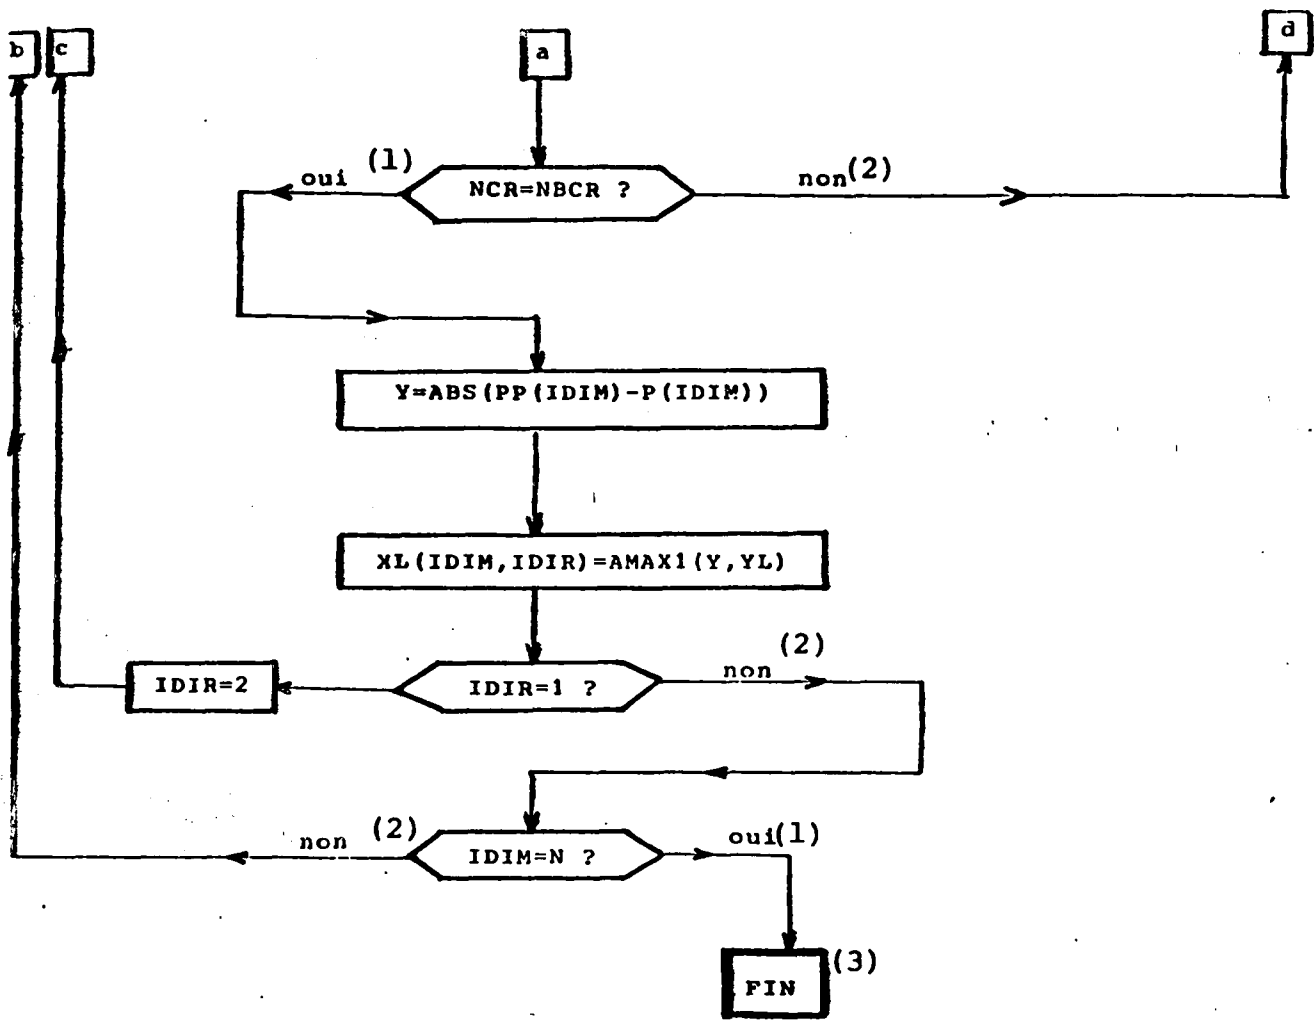 b
c
a
d
oui (1)
NCR=NBCR ?
non (2)
Y=ABS(PP(IDIM)-P(IDIM))
XL(IDIM,IDIR)=AMAX1(Y,YL)
IDIR=2
IDIR=1 ?
non (2)
non (2)
IDIM=N ?
oui(1)
FIN (3)